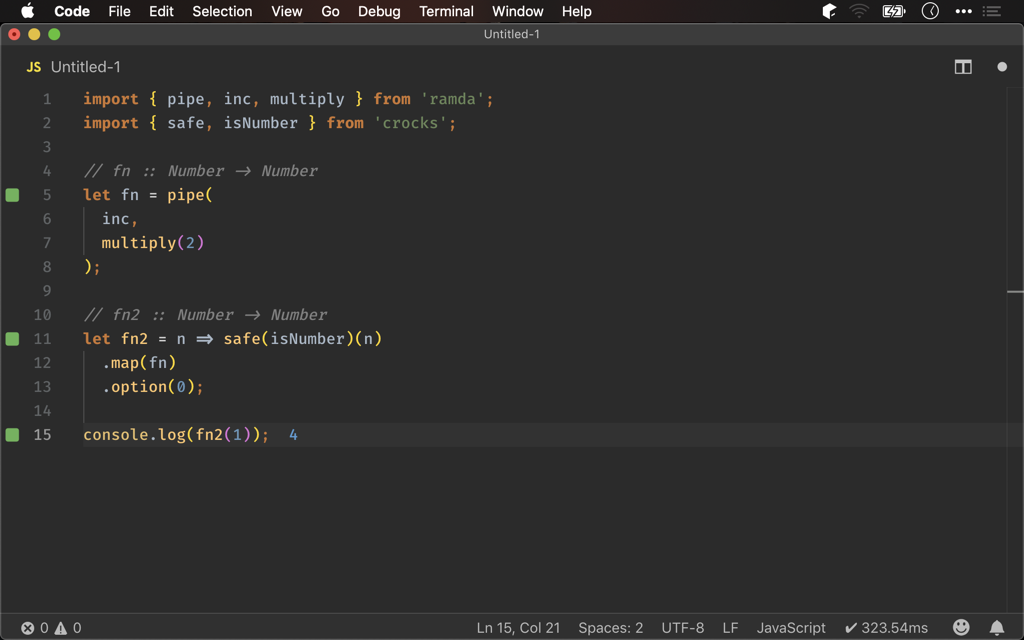 Code File Edit Selection View Go Debug Terminal Window Help
Untitled-1
JS Untitled-1
1 import { pipe, inc, multiply } from 'ramda';
2 import { safe, isNumber } from 'crocks';
3
4 // fn :: Number → Number
5 let fn = pipe(
6 inc,
7 multiply(2)
8 );
9
10 // fn2 :: Number → Number
11 let fn2 = n ⇒ safe(isNumber)(n)
12 .map(fn)
13 .option(0);
14
15 console.log(fn2(1)); 4
0 0 Ln 15, Col 21 Spaces: 2 UTF-8 LF JavaScript ✔ 323.54ms